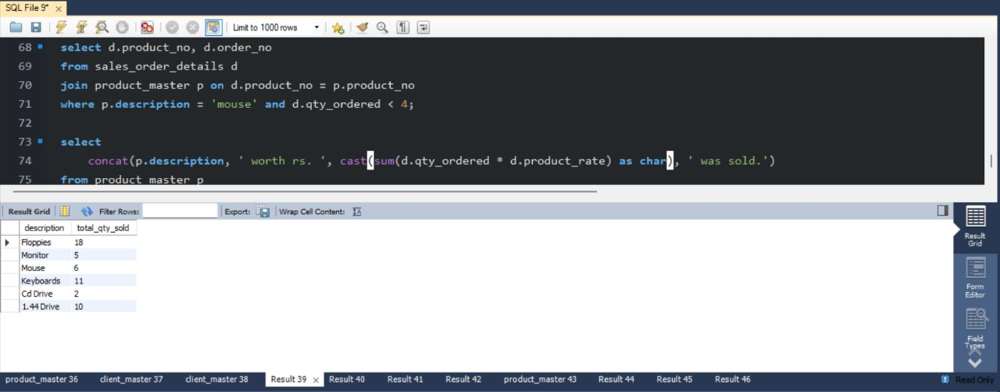 SQL File 9*
Limit to 1000 rows
68 select d.product_no, d.order_no
69 from sales_order_details d
70 join product_master p on d.product_no = p.product_no
71 where p.description = 'mouse' and d.qty_ordered < 4;
72
73 select
74 concat(p.description, ' worth rs. ', cast(sum(d.qty_ordered * d.product_rate) as char), ' was sold.')
75 from product_master p
Result Grid Filter Rows: Export: Wrap Cell Content:
description total_qty_sold
Floppies 18
Monitor 5
Mouse 6
Keyboards 11
Cd Drive 2
1.44 Drive 10
Result
Grid
Form
Editor
Field
Types
product_master 36 client_master 37 client_master 38 Result 39 Result 40 Result 41 Result 42 product_master 43 Result 44 Result 45 Result 46 Read Only